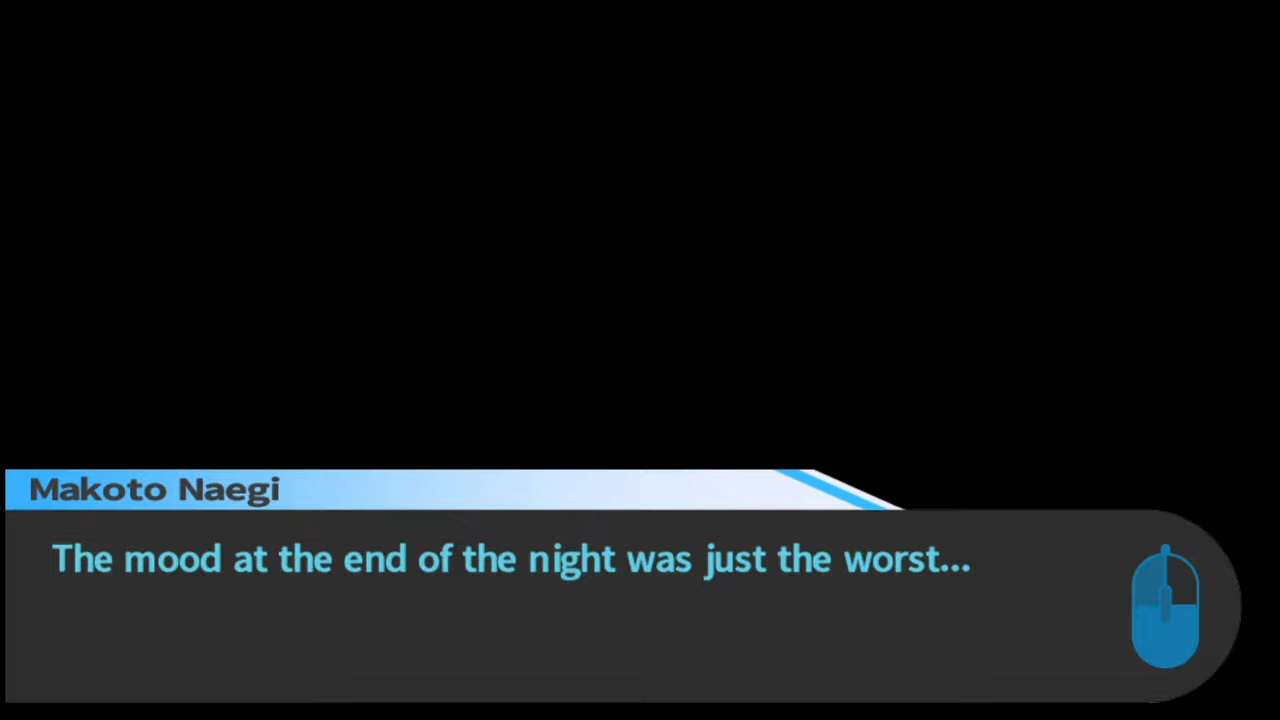 Makoto Naegi
The mood at the end of the night was just the worst...